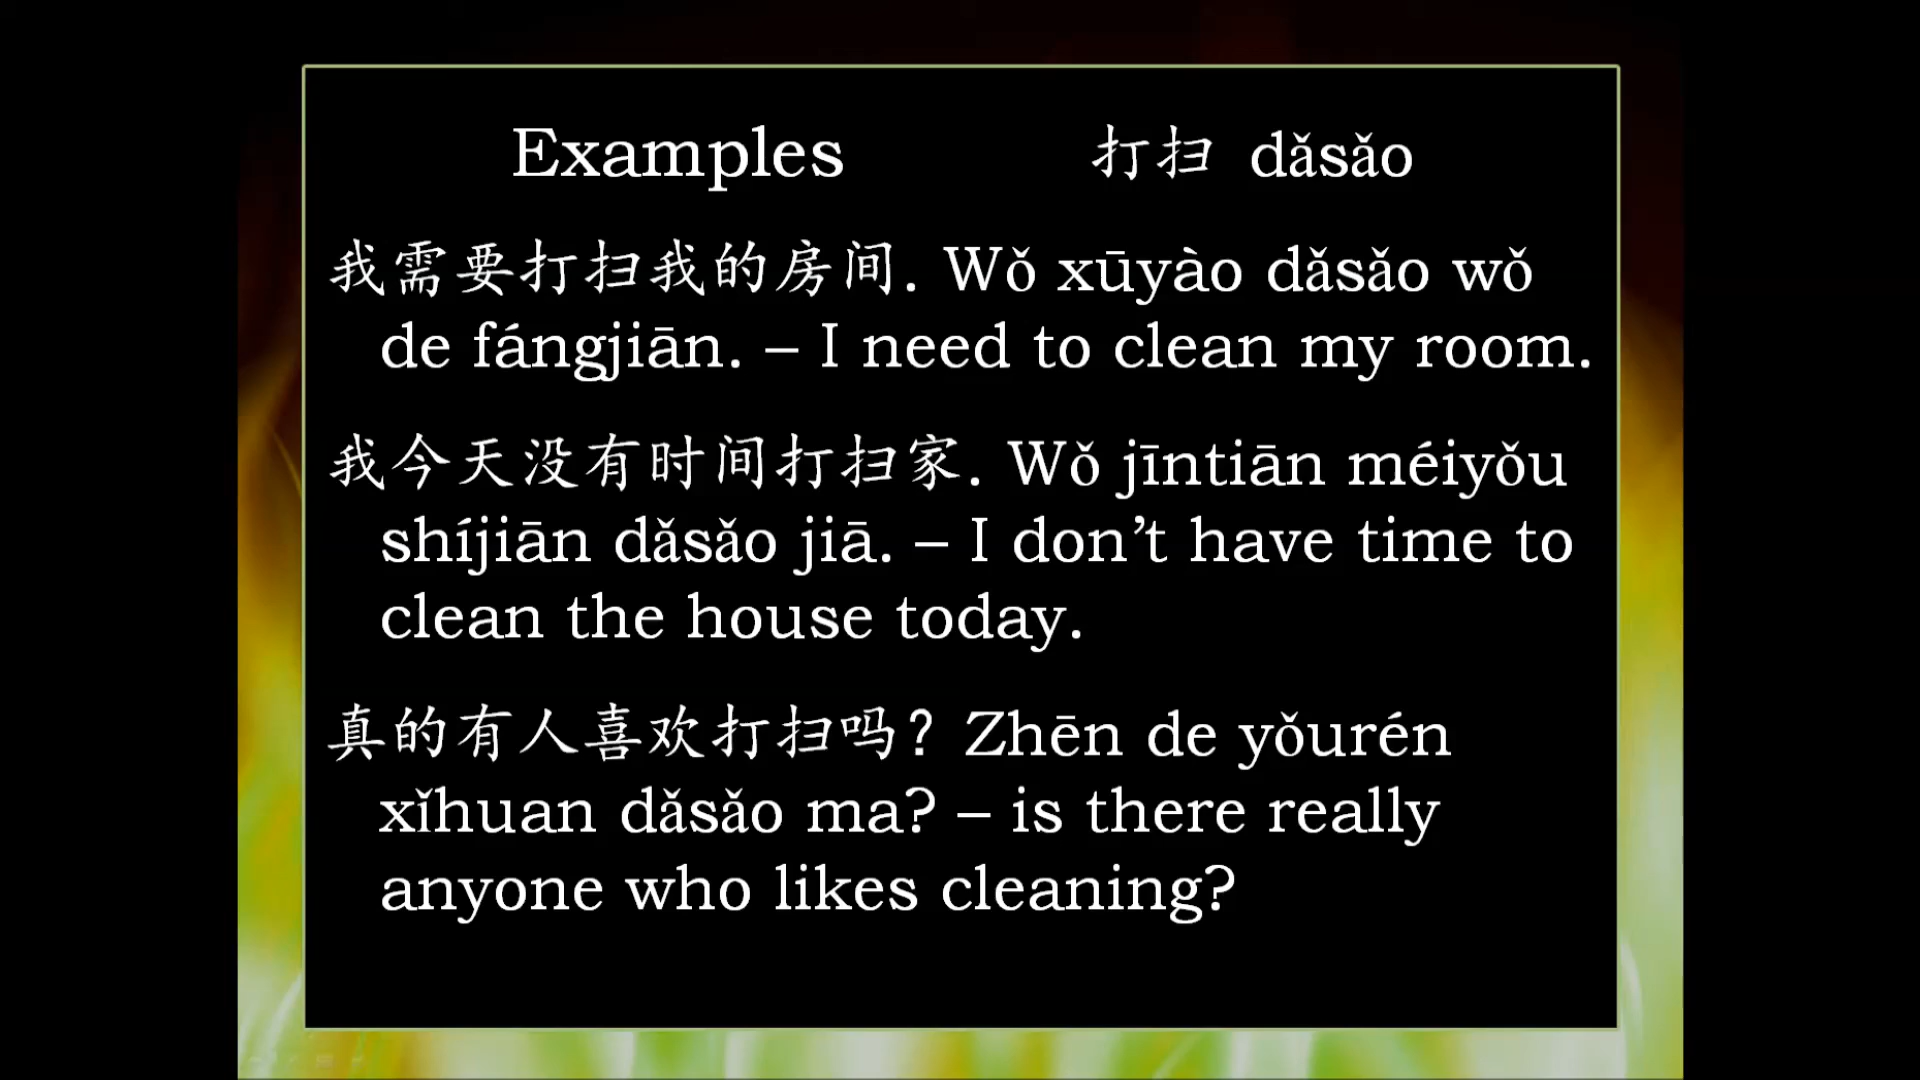 Examples 打扫 dǎsǎo
我需要打扫我的房间. Wǒ xūyào dǎsǎo wǒ
de fángjiān. – I need to clean my room.
我今天没有时间打扫家. Wǒ jīntiān méiyǒu
shíjiān dǎsǎo jiā. – I don’t have time to
clean the house today.
真的有人喜欢打扫吗? Zhēn de yǒurén
xǐhuan dǎsǎo ma? – is there really
anyone who likes cleaning?